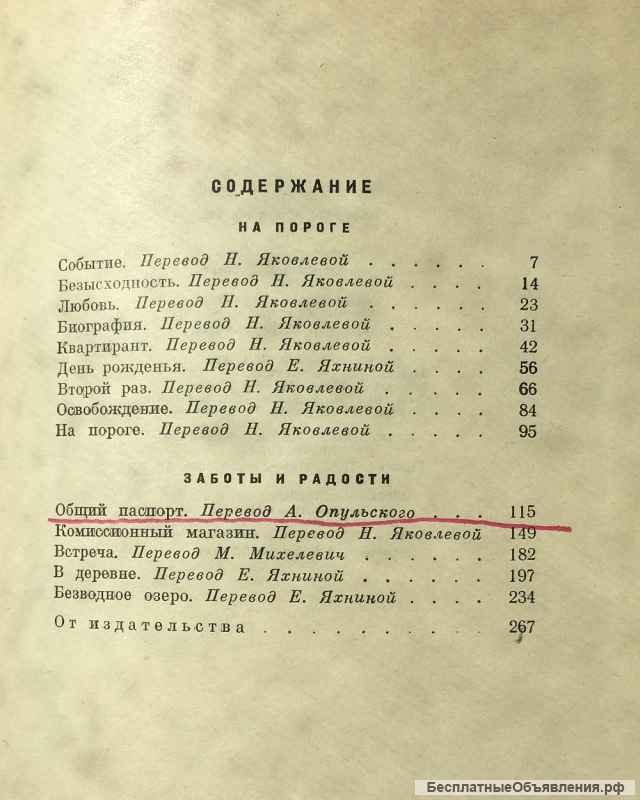 СОДЕРЖАНИЕ
НА ПОРОГЕ
Событие. Перевод Н. Яковлевой . . . . . . 7
Безысходность. Перевод Н. Яковлевой . . . . 14
Любовь. Перевод Н. Яковлевой . . . . . . 23
Биография. Перевод Н. Яковлевой . . . . . 31
Квартирант. Перевод Н. Яковлевой . . . . . 42
День рожденья. Перевод Е. Яхниной . . . . 56
Второй раз. Перевод Н. Яковлевой . . . . . 66
Освобождение. Перевод Н. Яковлевой . . . . 84
На пороге. Перевод Н. Яковлевой . . . . . 95
ЗАБОТЫ И РАДОСТИ
Общий паспорт. Перевод А. Опульского . . . 115
Комиссионный магазин. Перевод Н. Яковлевой 149
Встреча. Перевод М. Михелевич . . . . . . 182
В деревне. Перевод Е. Яхниной . . . . . . 197
Безводное озеро. Перевод Е. Яхниной . . . . 234
От издательства . . . . . . . . . . 267
БесплатныеОбъявления.рф